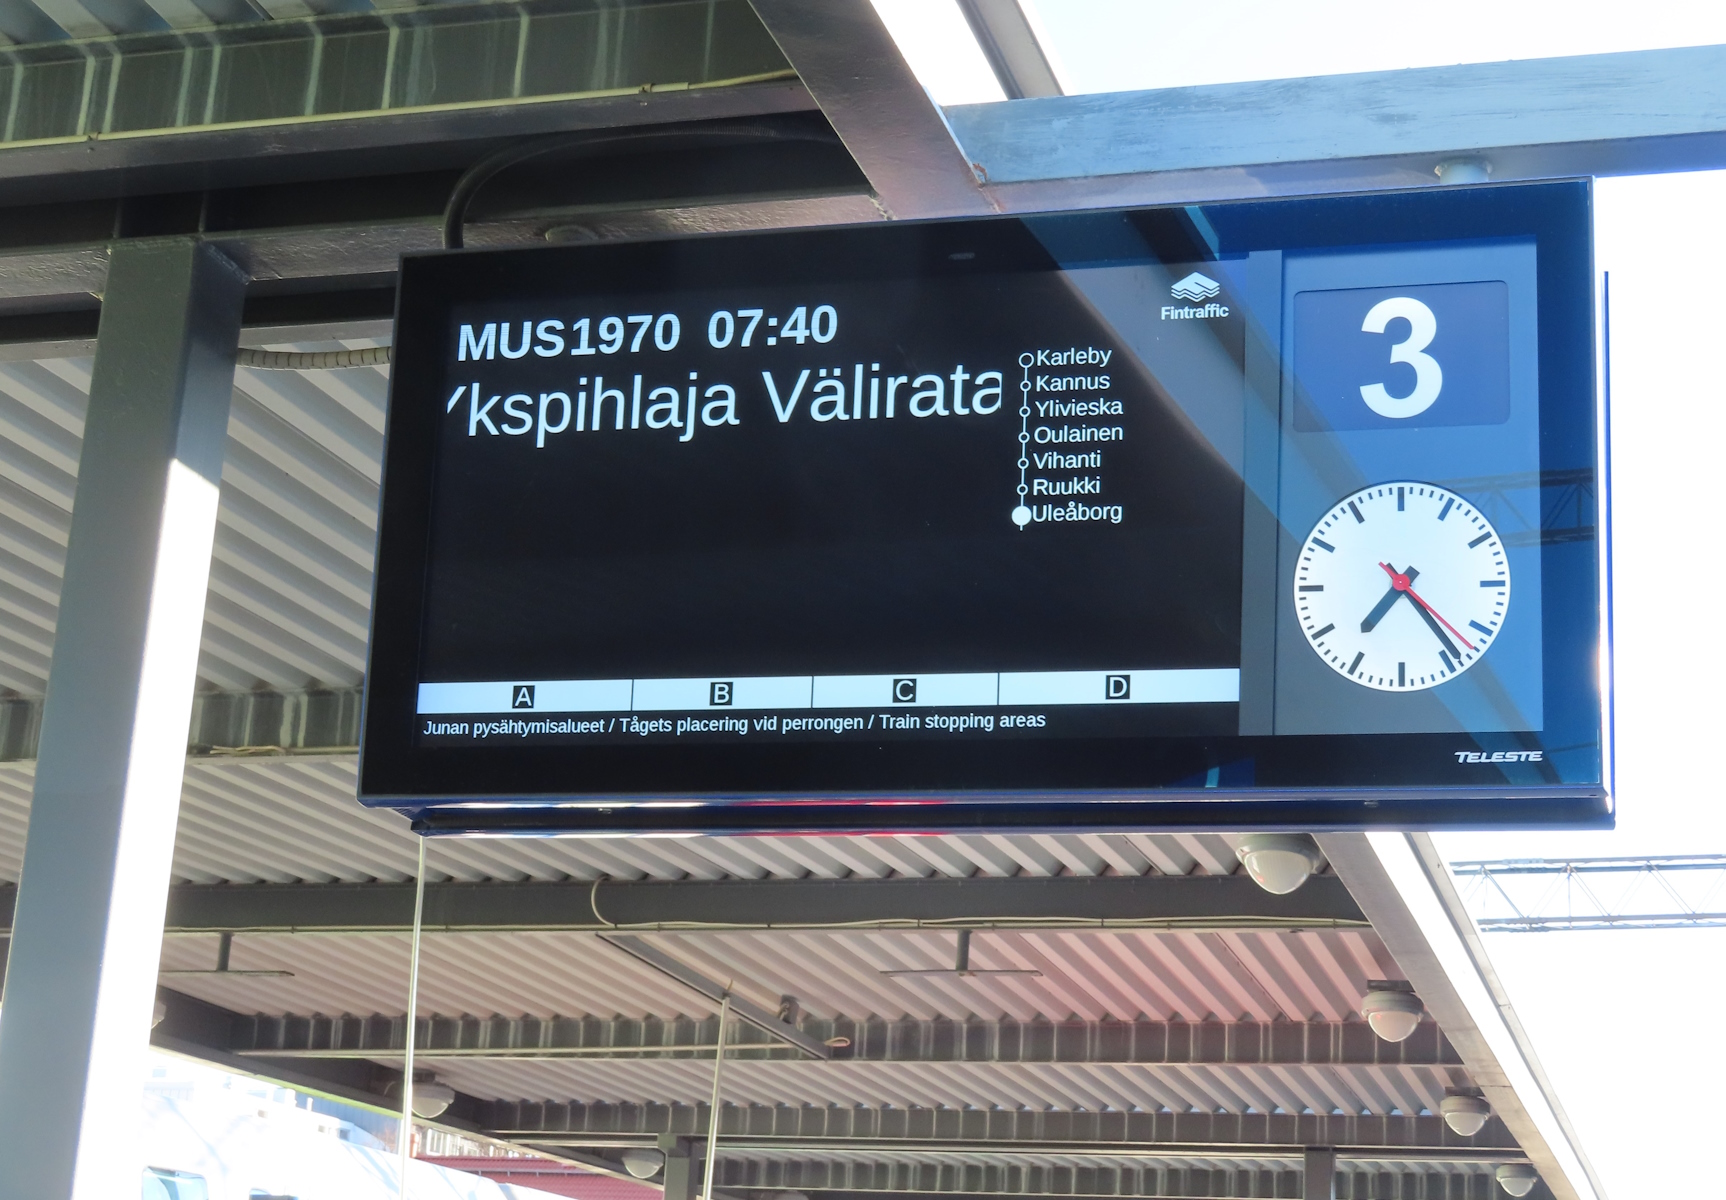 MUS1970 07:40
Ykspihlaja Välirata
Fintraffic
Karleby
Kannus
Ylivieska
Oulainen
Vihanti
Ruukki
Uleåborg
3
A B C D
Junan pysähtymisalueet / Tågets placering vid perrongen / Train stopping areas
TELESTE